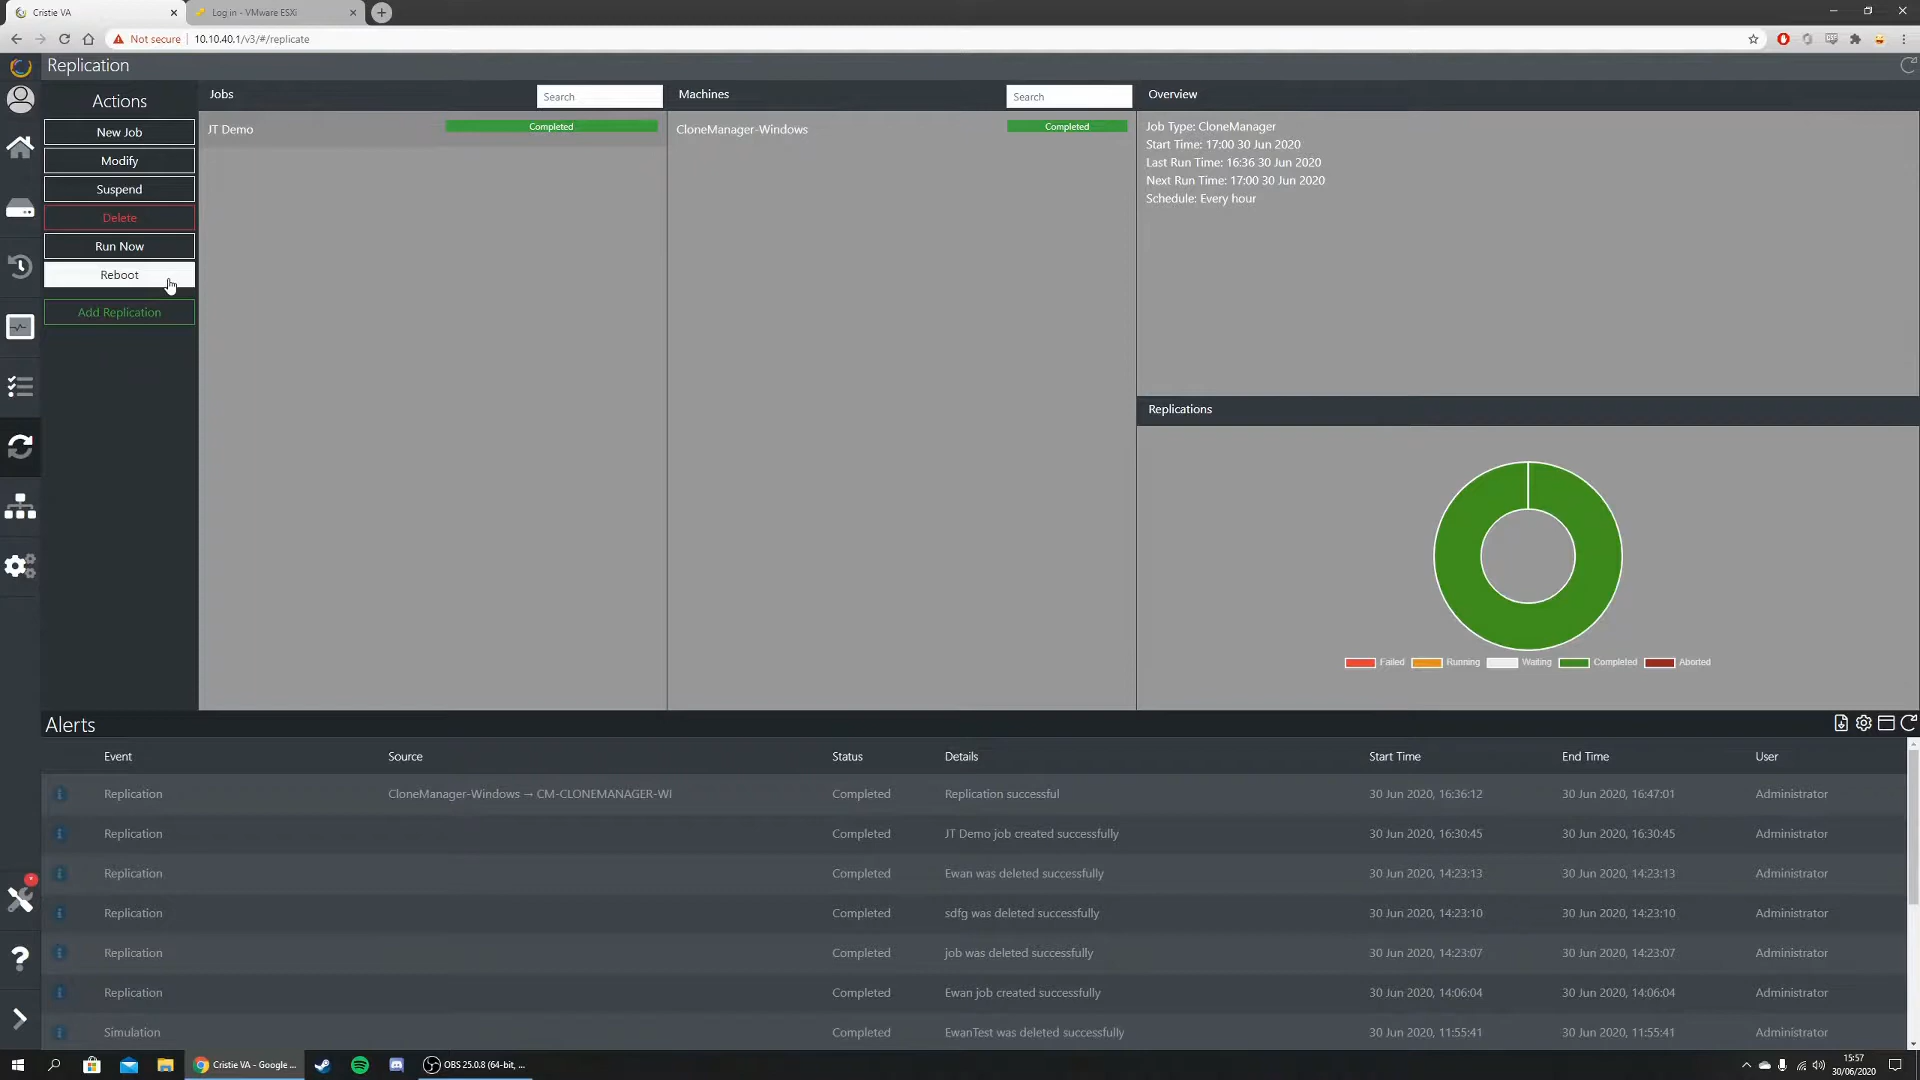 Cristie VA
Log in - VMware ESXi
Not secure
10.10.40.1/v3/#/replicate
Replication
Actions
New Job
Modify
Suspend
Delete
Run Now
Reboot
Add Replication
Jobs
Search
JT Demo
Completed
Machines
Search
CloneManager-Windows
Completed
Overview
Job Type: CloneManager
Start Time: 17:00 30 Jun 2020
Last Run Time: 16:36 30 Jun 2020
Next Run Time: 17:00 30 Jun 2020
Schedule: Every hour
Replications
Failed Running Waiting Completed Aborted
Alerts
Event Source Status Details Start Time End Time User
Replication CloneManager-Windows → CM-CLONEMANAGER-WI Completed Replication successful 30 Jun 2020, 16:36:12 30 Jun 2020, 16:47:01 Administrator
Replication Completed JT Demo job created successfully 30 Jun 2020, 16:30:45 30 Jun 2020, 16:30:45 Administrator
Replication Completed Ewan was deleted successfully 30 Jun 2020, 14:23:13 30 Jun 2020, 14:23:13 Administrator
Replication Completed sdfg was deleted successfully 30 Jun 2020, 14:23:10 30 Jun 2020, 14:23:10 Administrator
Replication Completed job was deleted successfully 30 Jun 2020, 14:23:07 30 Jun 2020, 14:23:07 Administrator
Replication Completed Ewan job created successfully 30 Jun 2020, 14:06:04 30 Jun 2020, 14:06:04 Administrator
Simulation Completed EwanTest was deleted successfully 30 Jun 2020, 11:55:41 30 Jun 2020, 11:55:41 Administrator
Cristie VA - Google ...
OBS 25.0.8 (64-bit, ...
15:57
30/06/2020